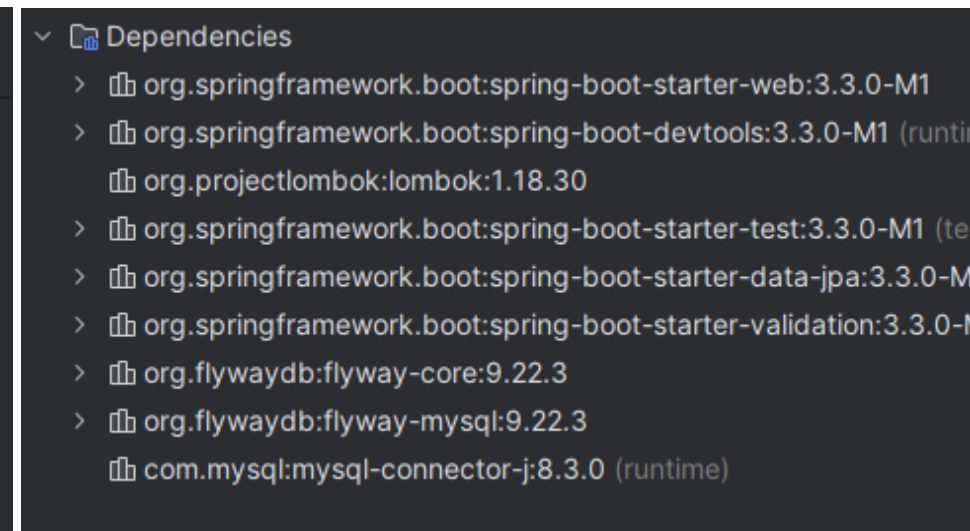 Dependencies
org.springframework.boot:spring-boot-starter-web:3.3.0-M1
org.springframework.boot:spring-boot-devtools:3.3.0-M1 (runti
org.projectlombok:lombok:1.18.30
org.springframework.boot:spring-boot-starter-test:3.3.0-M1 (te
org.springframework.boot:spring-boot-starter-data-jpa:3.3.0-M
org.springframework.boot:spring-boot-starter-validation:3.3.0-
org.flywaydb:flyway-core:9.22.3
org.flywaydb:flyway-mysql:9.22.3
com.mysql:mysql-connector-j:8.3.0 (runtime)